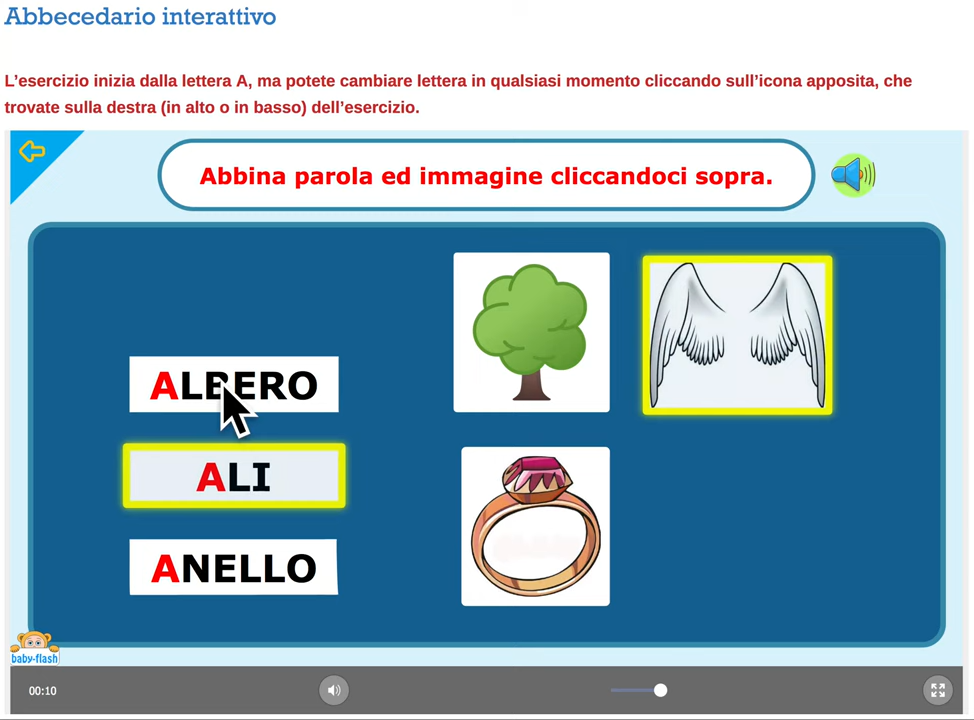 Abbecedario interattivo
L’esercizio inizia dalla lettera A, ma potete cambiare lettera in qualsiasi momento cliccando sull’icona apposita, che
trovate sulla destra (in alto o in basso) dell’esercizio.
Abbina parola ed immagine cliccandoci sopra.
ALBERO
ALI
ANELLO
baby-flash
00:10